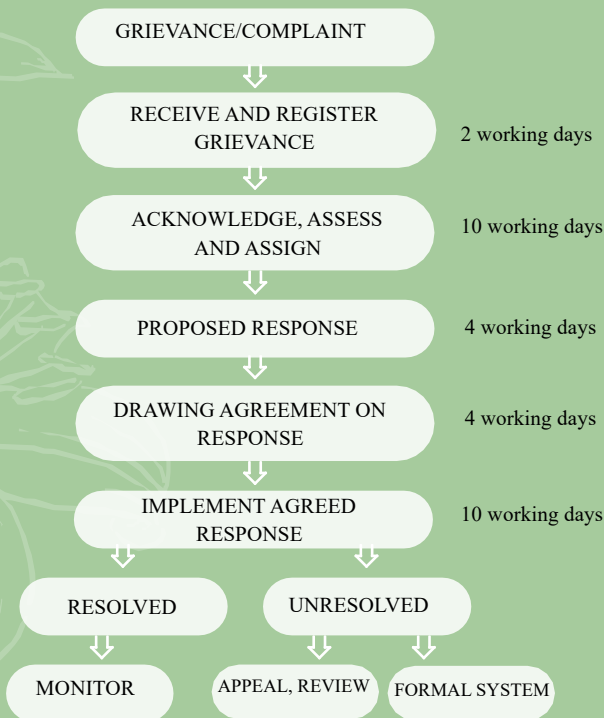 GRIEVANCE/COMPLAINT
RECEIVE AND REGISTER
GRIEVANCE
2 working days
ACKNOWLEDGE, ASSESS
AND ASSIGN
10 working days
PROPOSED RESPONSE
4 working days
DRAWING AGREEMENT ON
RESPONSE
4 working days
IMPLEMENT AGREED
RESPONSE
10 working days
RESOLVED
UNRESOLVED
MONITOR
APPEAL, REVIEW
FORMAL SYSTEM